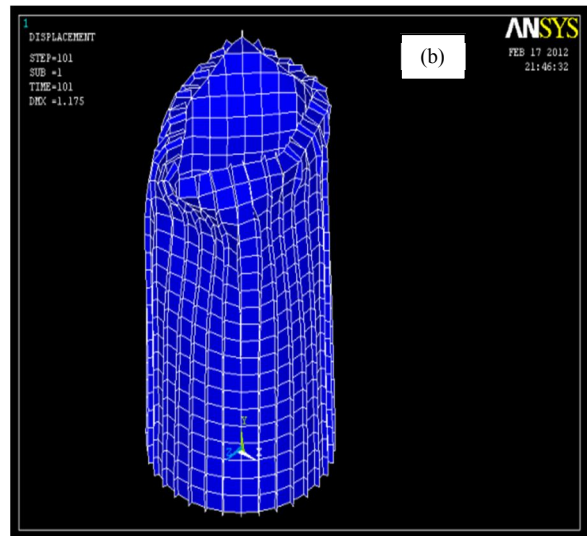 1
DISPLACEMENT
STEP=101
SUB =1
TIME=101
DMX =1.175
(b)
ANSYS
FEB 17 2012
21:46:32
Y
Z
X